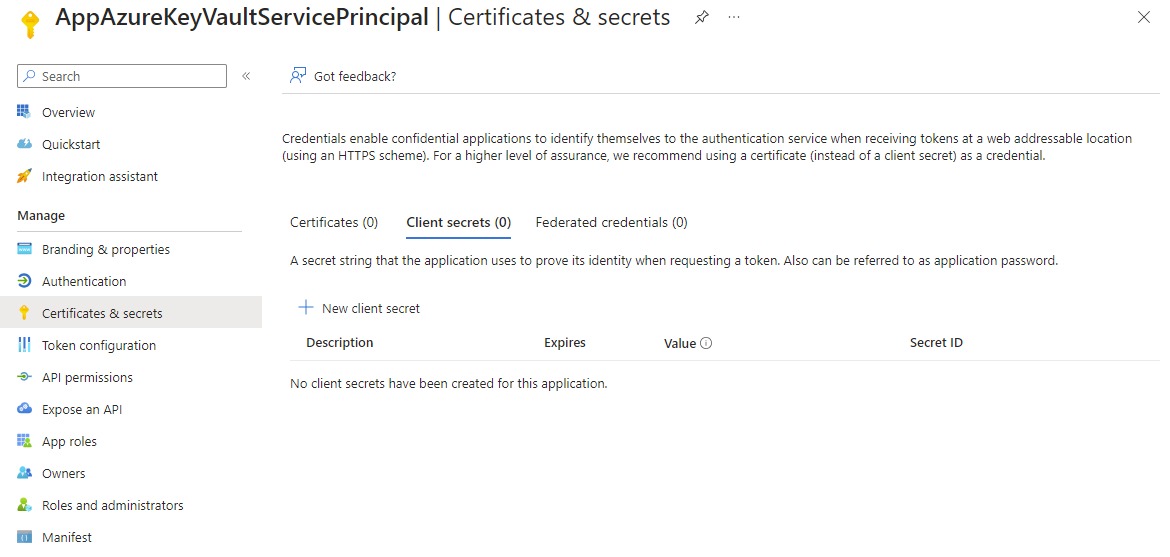 AppAzureKeyVaultServicePrincipal | Certificates & secrets
Search
Overview
Quickstart
Integration assistant
Manage
Branding & properties
Authentication
Certificates & secrets
Token configuration
API permissions
Expose an API
App roles
Owners
Roles and administrators
Manifest
Got feedback?
Credentials enable confidential applications to identify themselves to the authentication service when receiving tokens at a web addressable location
(using an HTTPS scheme). For a higher level of assurance, we recommend using a certificate (instead of a client secret) as a credential.
Certificates (0) Client secrets (0) Federated credentials (0)
A secret string that the application uses to prove its identity when requesting a token. Also can be referred to as application password.
New client secret
Description Expires Value Secret ID
No client secrets have been created for this application.